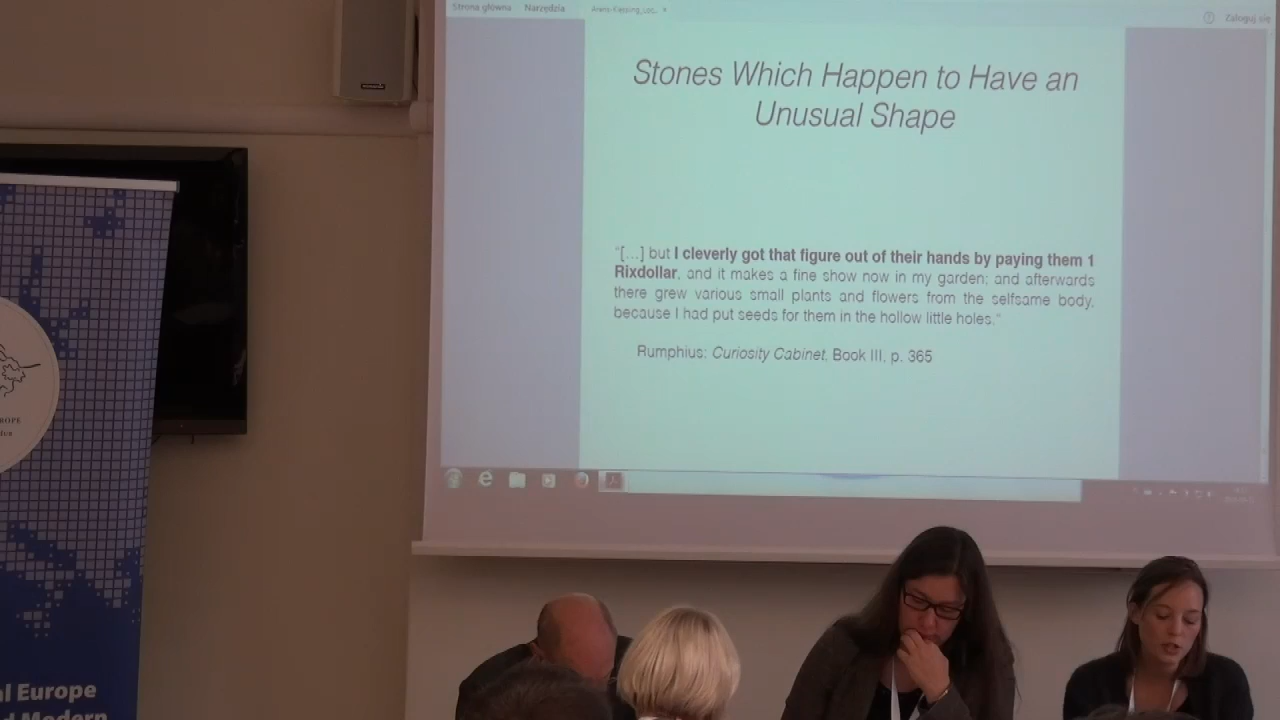 Strona główna Narzędzia
Zaloguj się
Stones Which Happen to Have an
Unusual Shape
"[...] but I cleverly got that figure out of their hands by paying them 1
Rixdollar, and it makes a fine show now in my garden; and afterwards
there grew various small plants and flowers from the selfsame body,
because I had put seeds for them in the hollow little holes."
Rumphius: Curiosity Cabinet, Book III, p. 365
l Europe
d Modern